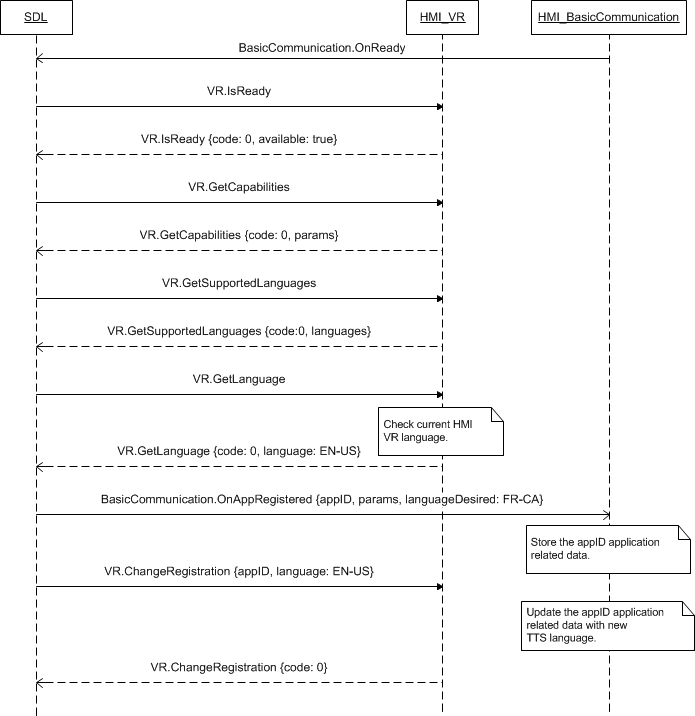 SDL
HMI_VR
HMI_BasicCommunication
BasicCommunication.OnReady
VR.IsReady
VR.IsReady {code: 0, available: true}
VR.GetCapabilities
VR.GetCapabilities {code: 0, params}
VR.GetSupportedLanguages
VR.GetSupportedLanguages {code:0, languages}
VR.GetLanguage
Check current HMI
VR language.
VR.GetLanguage {code: 0, language: EN-US}
BasicCommunication.OnAppRegistered {appID, params, languageDesired: FR-CA}
Store the appID application
related data.
VR.ChangeRegistration {appID, language: EN-US}
Update the appID application
related data with new
TTS language.
VR.ChangeRegistration {code: 0}